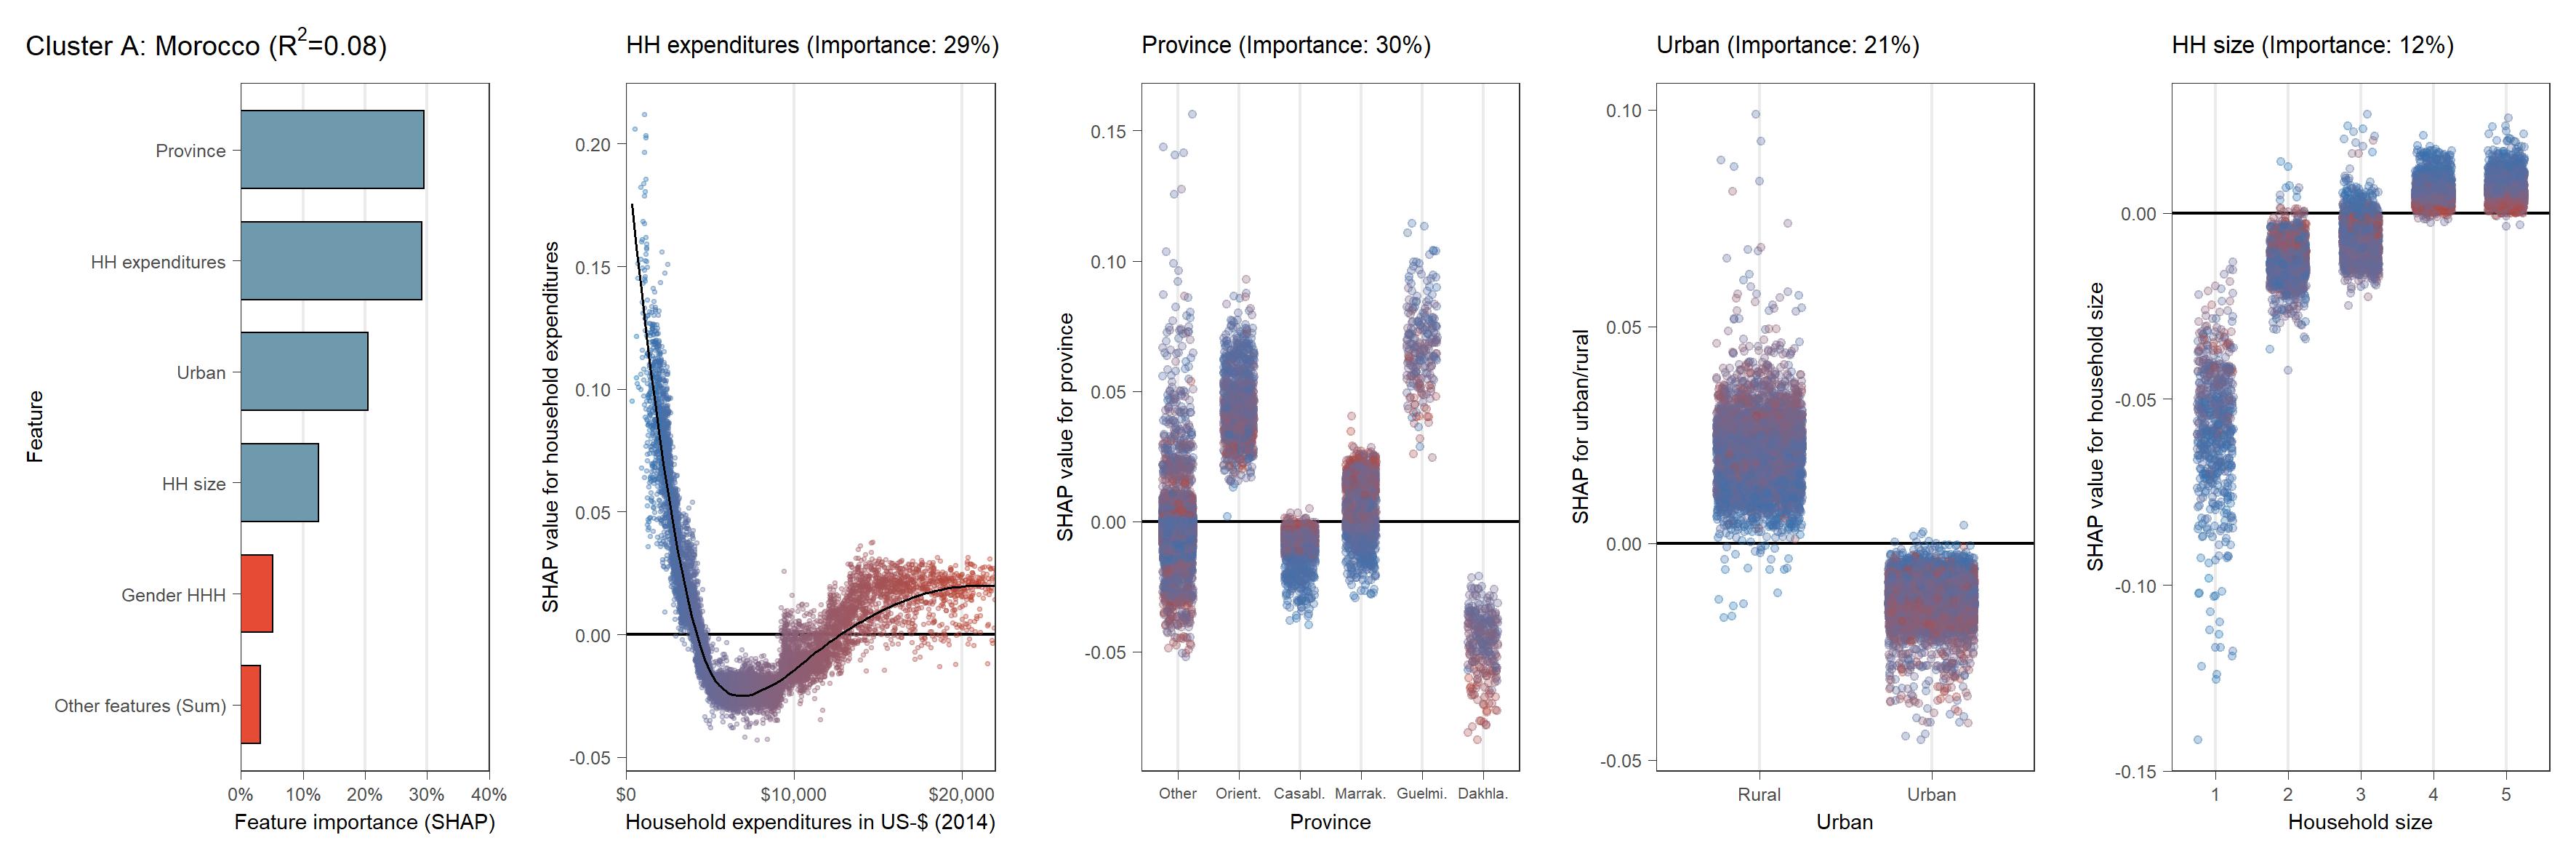 Cluster A: Morocco (R2=0.08)
Feature
Province
HH expenditures
Urban
HH size
Gender HHH
Other features (Sum)
0% 10% 20% 30% 40%
Feature importance (SHAP)
HH expenditures (Importance: 29%)
SHAP value for household expenditures
0.20
0.15
0.10
0.05
0.00
-0.05
$0 $10,000 $20,000
Household expenditures in US-$ (2014)
Province (Importance: 30%)
SHAP value for province
0.15
0.10
0.05
0.00
-0.05
Other Orient. Casabl. Marrak. Guelmi. Dakhla.
Province
Urban (Importance: 21%)
SHAP for urban/rural
0.10
0.05
0.00
-0.05
Rural Urban
Urban
HH size (Importance: 12%)
SHAP value for household size
0.00
-0.05
-0.10
-0.15
1 2 3 4 5
Household size